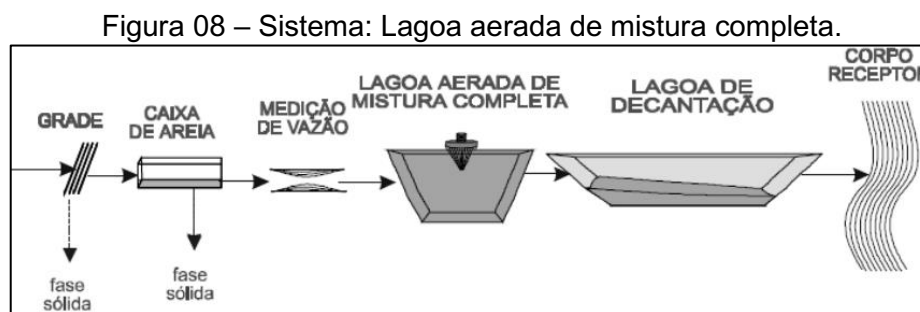 Figura 08 – Sistema: Lagoa aerada de mistura completa.
GRADE
CAIXA
DE AREIA
MEDIÇÃO
DE VAZÃO
LAGOA AERADA DE
MISTURA COMPLETA
LAGOA DE
DECANTAÇÃO
CORPO
RECEPTOR
fase
sólida
fase
sólida